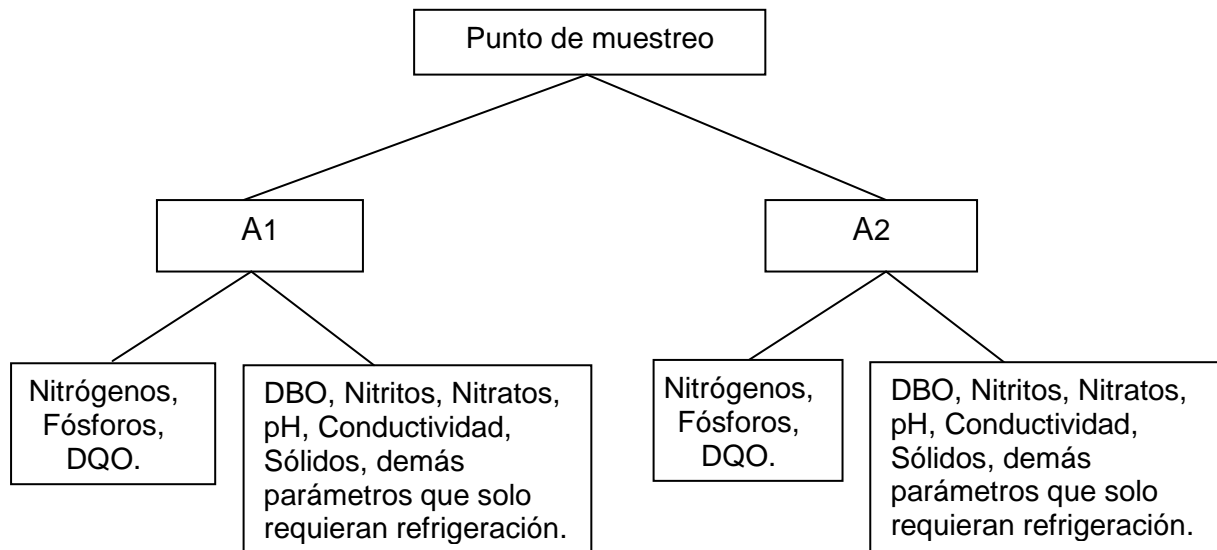 Punto de muestreo
A1
A2
Nitrógenos,
Fósforos,
DQO.
DBO, Nitritos, Nitratos,
pH, Conductividad,
Sólidos, demás
parámetros que solo
requieran refrigeración.
Nitrógenos,
Fósforos,
DQO.
DBO, Nitritos, Nitratos,
pH, Conductividad,
Sólidos, demás
parámetros que solo
requieran refrigeración.